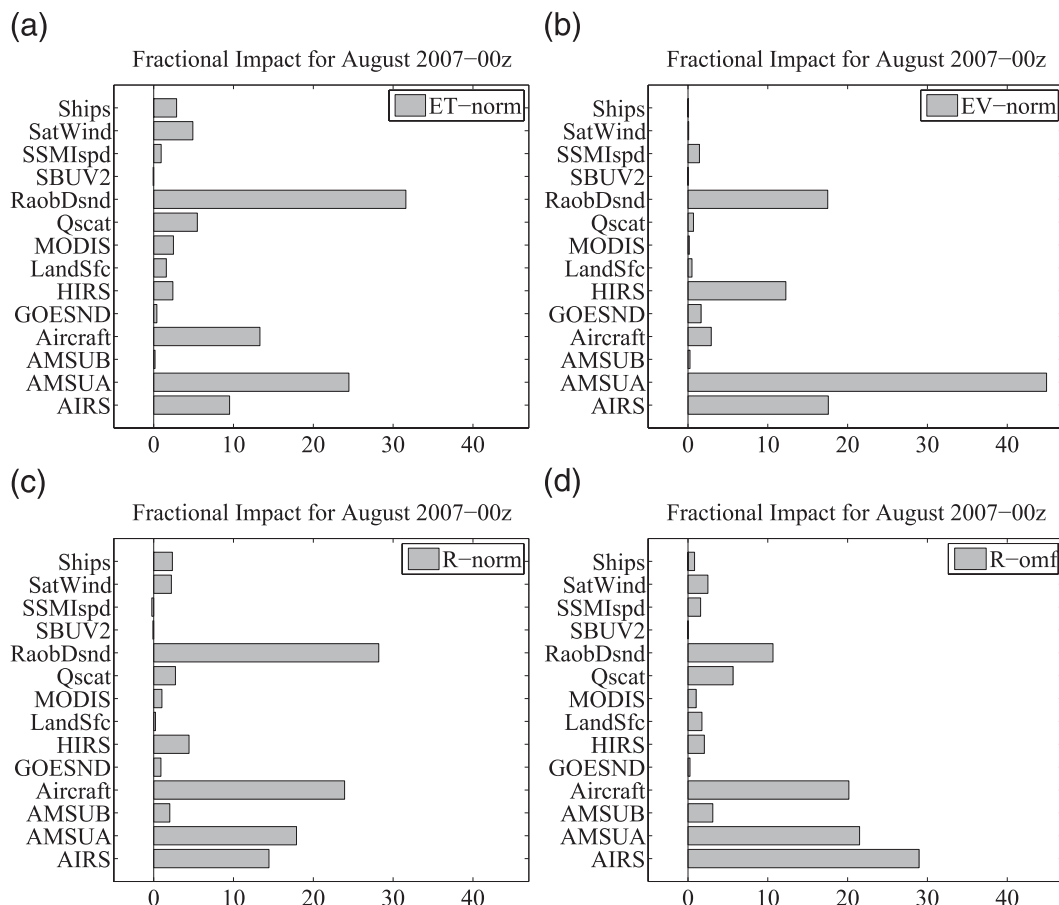 (a)
Fractional Impact for August 2007−00z
ET−norm
Ships
SatWind
SSMIspd
SBUV2
RaobDsnd
Qscat
MODIS
LandSfc
HIRS
GOESND
Aircraft
AMSUB
AMSUA
AIRS
0 10 20 30 40
(b)
Fractional Impact for August 2007−00z
EV−norm
Ships
SatWind
SSMIspd
SBUV2
RaobDsnd
Qscat
MODIS
LandSfc
HIRS
GOESND
Aircraft
AMSUB
AMSUA
AIRS
0 10 20 30 40
(c)
Fractional Impact for August 2007−00z
R−norm
Ships
SatWind
SSMIspd
SBUV2
RaobDsnd
Qscat
MODIS
LandSfc
HIRS
GOESND
Aircraft
AMSUB
AMSUA
AIRS
0 10 20 30 40
(d)
Fractional Impact for August 2007−00z
R−omf
Ships
SatWind
SSMIspd
SBUV2
RaobDsnd
Qscat
MODIS
LandSfc
HIRS
GOESND
Aircraft
AMSUB
AMSUA
AIRS
0 10 20 30 40